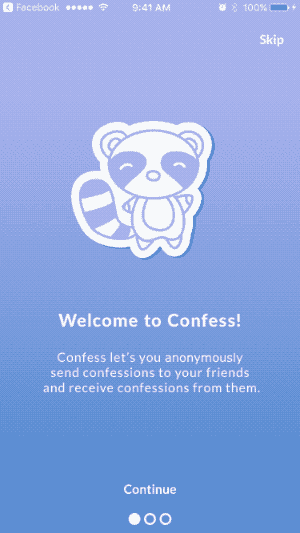 Facebook 9:41 AM 100%
Skip
Welcome to Confess!
Confess let's you anonymously
send confessions to your friends
and receive confessions from them.
Continue